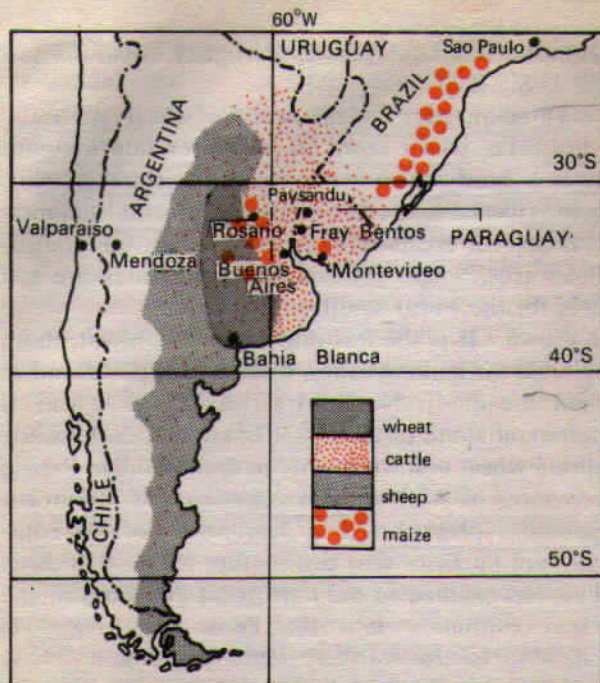 60°W
URUGUAY
Sao Paulo
BRAZIL
ARGENTINA
30°S
Paysandu
Valparaiso
Rosario
Fray Bentos
PARAGUAY
Mendoza
Buenos
Aires
Montevideo
Bahia Blanca
40°S
wheat
cattle
sheep
maize
CHILE
50°S